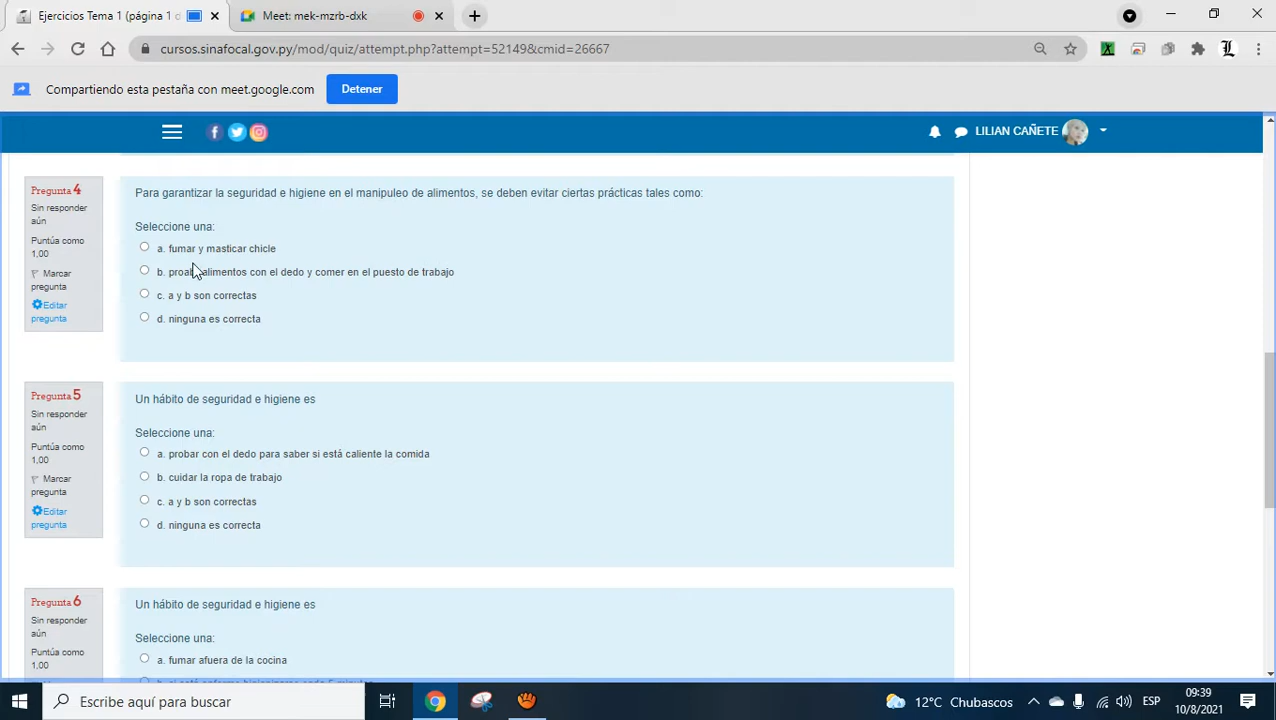 Ejercicios Tema 1 (página 1 d
Meet: mek-mzrb-dxk
cursos.sinafocal.gov.py/mod/quiz/attempt.php?attempt=52149&cmid=26667
Compartiendo esta pestaña con meet.google.com
Detener
LILIAN CAÑETE
Pregunta 4
Sin responder
aún
Puntúa como
1,00
Marcar
pregunta
Editar
pregunta
Para garantizar la seguridad e higiene en el manipuleo de alimentos, se deben evitar ciertas prácticas tales como:
Seleccione una:
a. fumar y masticar chicle
b. alimentos con el dedo y comer en el puesto de trabajo
c. a y b son correctas
d. ninguna es correcta
Pregunta 5
Sin responder
aún
Puntúa como
1,00
Marcar
pregunta
Editar
pregunta
Un hábito de seguridad e higiene es
Seleccione una:
a. probar con el dedo para saber si está caliente la comida
b. cuidar la ropa de trabajo
c. a y b son correctas
d. ninguna es correcta
Pregunta 6
Sin responder
aún
Puntúa como
1,00
Un hábito de seguridad e higiene es
Seleccione una:
a. fumar afuera de la cocina
Escribe aquí para buscar
12°C Chubascos
ESP
09:39
10/8/2021